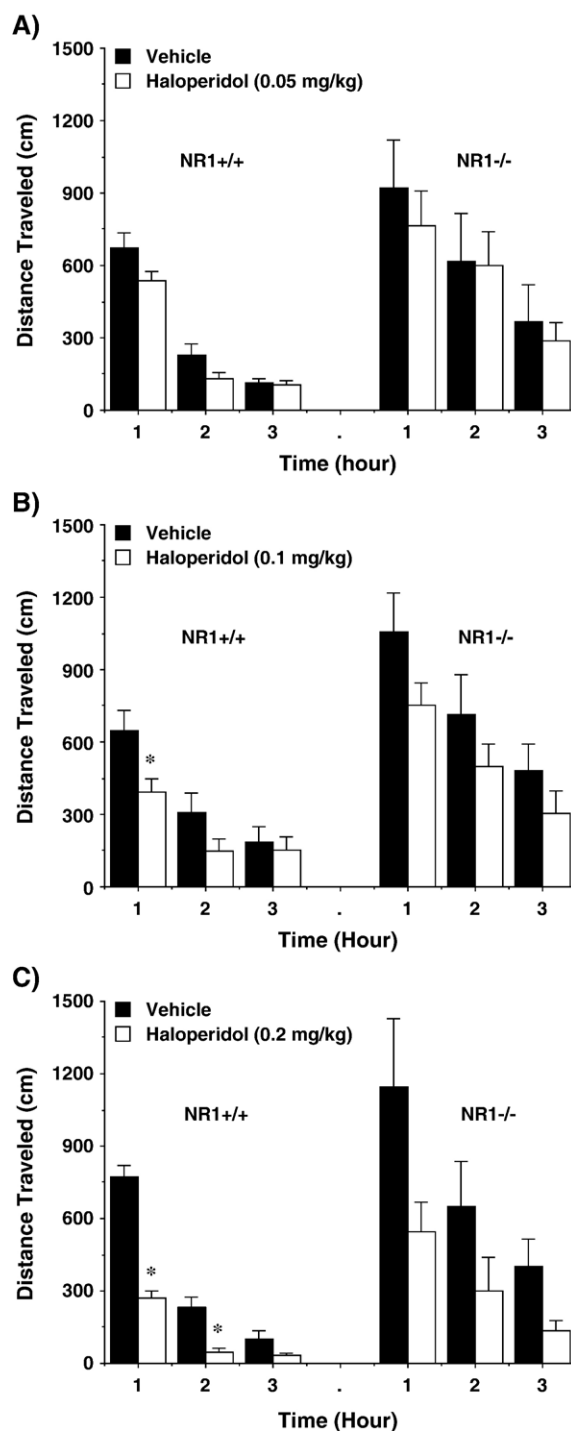 A)
1500
Vehicle
Haloperidol (0.05 mg/kg)
1200
NR1+/+ NR1-/-
900
600
300
0
Distance Traveled (cm)
1 2 3 . 1 2 3
Time (hour)
B)
1500
Vehicle
Haloperidol (0.1 mg/kg)
1200
NR1+/+ NR1-/-
900
600
*
300
0
Distance Traveled (cm)
1 2 3 . 1 2 3
Time (Hour)
C)
1500
Vehicle
Haloperidol (0.2 mg/kg)
1200
NR1+/+ NR1-/-
900
600
*
300
*
0
Distance Traveled (cm)
1 2 3 . 1 2 3
Time (Hour)